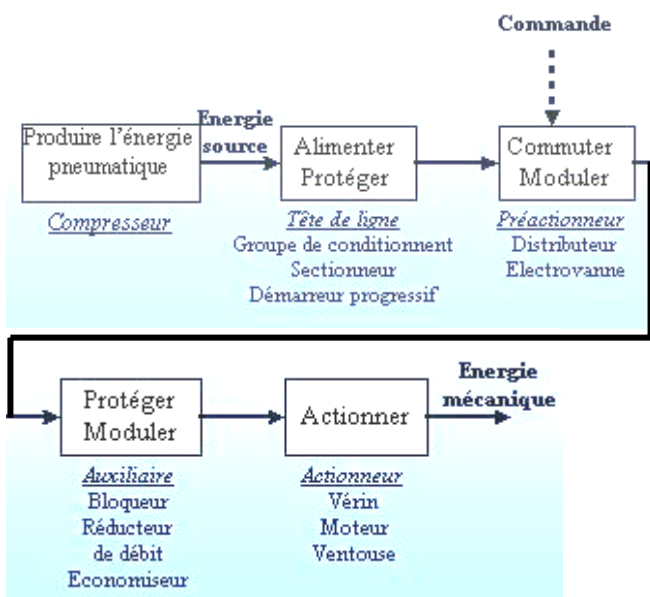 Commande
Produire l'énergie
pneumatique
Energie
source
Alimenter
Protéger
Commuter
Moduler
Compresseur
Tête de ligne
Groupe de conditionnent
Sectionneur
Démarreur progressif
Préactionneur
Distributeur
Electrovanne
Protéger
Moduler
Actionner
Energie
mécanique
Auxiliaire
Bloqueur
Réducteur
de débit
Economiseur
Actionneur
Vérin
Moteur
Ventouse